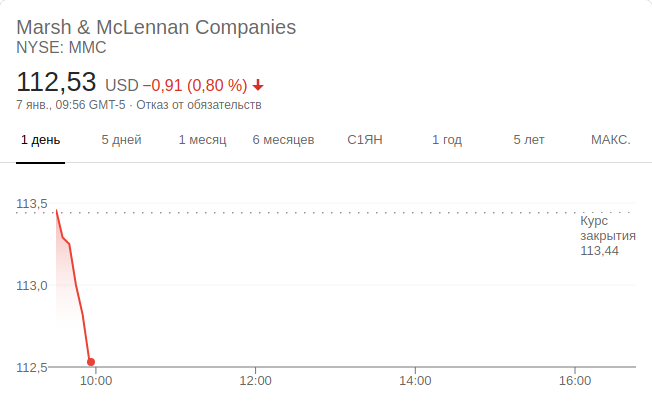 Marsh & McLennan Companies
NYSE: MMC
112,53 USD −0,91 (0,80 %)
7 янв., 09:56 GMT-5 · Отказ от обязательств
1 день 5 дней 1 месяц 6 месяцев С1ЯН 1 год 5 лет МАКС.
113,5
Курс
закрытия
113,44
113,0
112,5
10:00 12:00 14:00 16:00